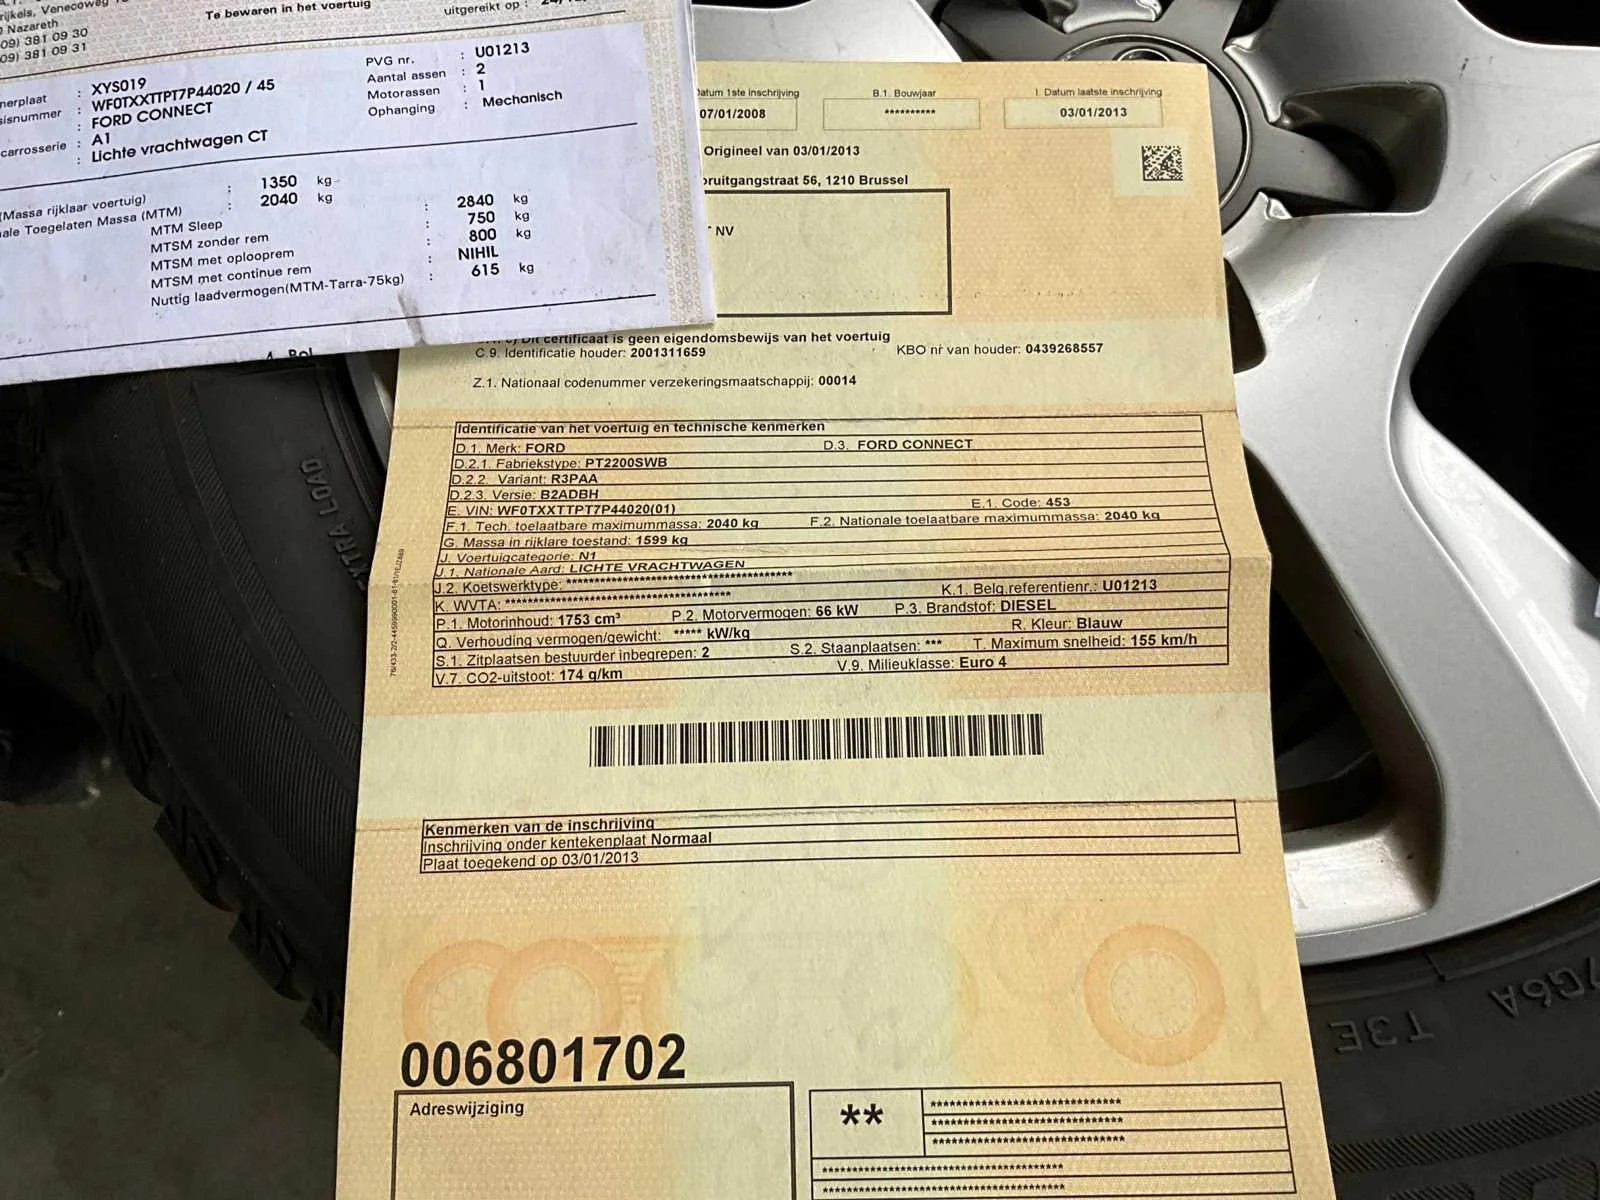 Te bewaren in het voertuig
uitgereikt op :
Nazareth
09) 381 09 30
09) 381 09 31
: XYS019
: WF0TXXTTPT7P44020 / 45
: FORD CONNECT
carrosserie : A1
: Lichte vrachtwagen CT
PVG nr. : U01213
Aantal assen : 2
Motorassen : 1
Ophanging : Mechanisch
(Massa rijklaar voertuig) : 1350 kg
Toegelaten Massa (MTM) : 2040 kg
MTM Sleep : 2840 kg
MTSM zonder rem : 750 kg
MTSM met oplooprem : 800 kg
MTSM met continue rem : NIHIL
Nuttig laadvermogen(MTM-Tarra-75kg) : 615 kg
Datum 1ste inschrijving
07/01/2008
B.1. Bouwjaar
**********
I. Datum laatste inschrijving
03/01/2013
Origineel van 03/01/2013
56, 1210 Brussel
NV
Dit certificaat is geen eigendomsbewijs van het voertuig
C.9. Identificatie houder: 2001311659 KBO nr van houder: 0439268557
Z.1. Nationaal codenummer verzekeringsmaatschappij: 00014
Identificatie van het voertuig en technische kenmerken
D.1. Merk: FORD D.3. FORD CONNECT
D.2.1. Fabriekstype: PT2200SWB
D.2.2. Variant: R3PAA
D.2.3. Versie: B2ADBH
E. VIN: WF0TXXTTPT7P44020(01) E.1. Code: 453
F.1. Tech. toelaatbare maximummassa: 2040 kg F.2. Nationale toelaatbare maximummassa: 2040 kg
G. Massa in rijklare toestand: 1599 kg
J. Voertuigcategorie: N1
J.1. Nationale Aard: LICHTE VRACHTWAGEN
J.2. Koetswerktype: ****************************************
K. WVTA: **************************************** K.1. Belg.referentienr.: U01213
P.1. Motorinhoud: 1753 cm³ P.2. Motorvermogen: 66 kW P.3. Brandstof: DIESEL
Q. Verhouding vermogen/gewicht: ***** kW/kg R. Kleur: Blauw
S.1. Zitplaatsen bestuurder inbegrepen: 2 S.2. Staanplaatsen: *** T. Maximum snelheid: 155 km/h
V.7. CO2-uitstoot: 174 g/km V.9. Milieuklasse: Euro 4
Kenmerken van de inschrijving
Inschrijving onder kentekenplaat Normaal
Plaat toegekend op 03/01/2013
006801702
Adreswijziging
**
**********************************
**********************************
**********************************
******************************************
******************************************
EXTRA LOAD
T3E